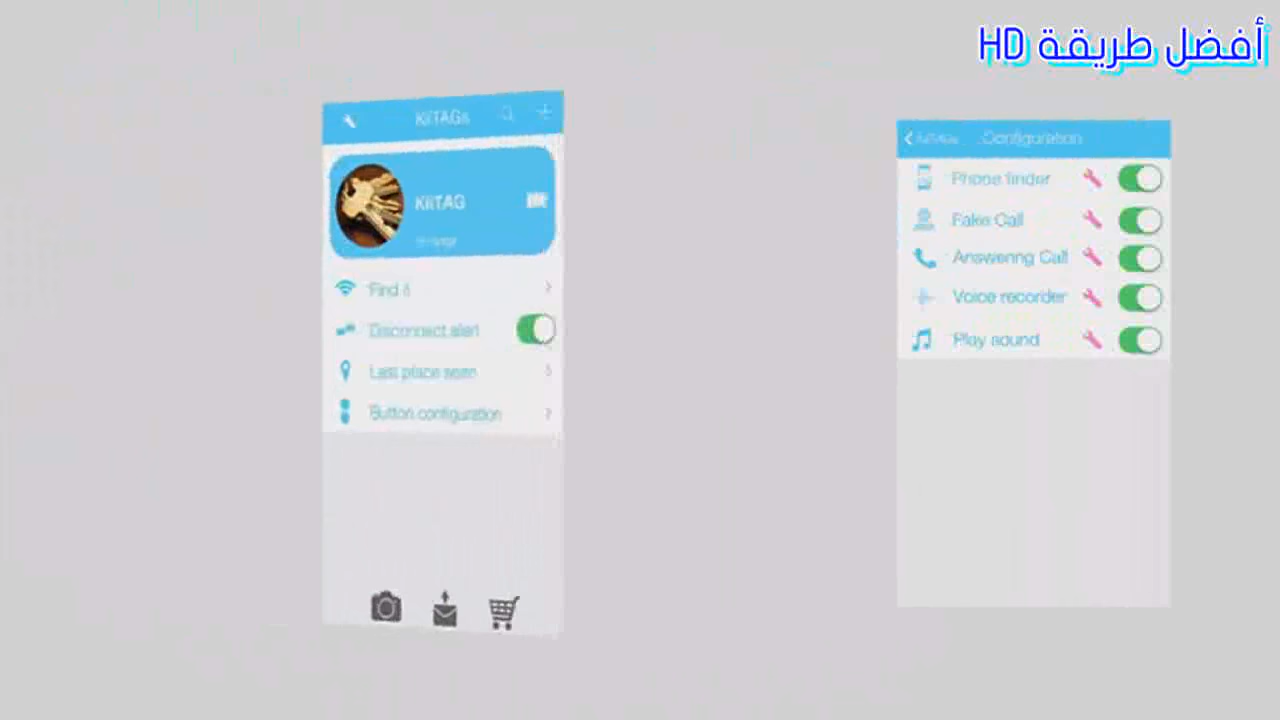 أفضل طريقة HD
KiiTAGs
KiiTAG
Find it
Disconnect alert
Last place seen
Button configuration
Configuration
Phone finder
Fake Call
Answering Call
Voice recorder
Play sound